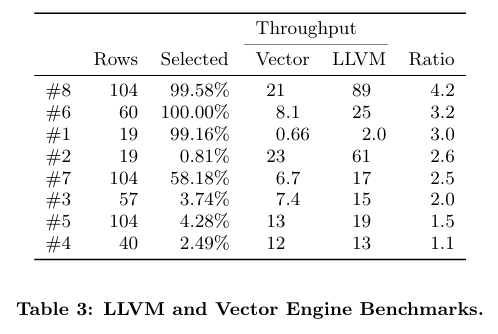 Throughput
Rows Selected Vector LLVM Ratio
#8 104 99.58% 21 89 4.2
#6 60 100.00% 8.1 25 3.2
#1 19 99.16% 0.66 2.0 3.0
#2 19 0.81% 23 61 2.6
#7 104 58.18% 6.7 17 2.5
#3 57 3.74% 7.4 15 2.0
#5 104 4.28% 13 19 1.5
#4 40 2.49% 12 13 1.1
Table 3: LLVM and Vector Engine Benchmarks.